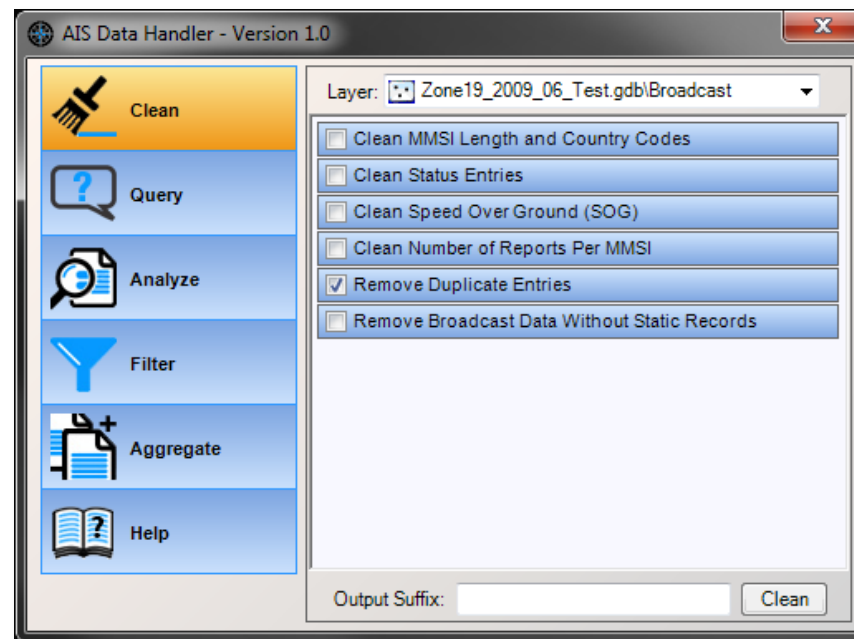 AIS Data Handler - Version 1.0
Clean
Query
Analyze
Filter
Aggregate
Help
Layer: Zone19_2009_06_Test.gdb\Broadcast
Clean MMSI Length and Country Codes
Clean Status Entries
Clean Speed Over Ground (SOG)
Clean Number of Reports Per MMSI
Remove Duplicate Entries
Remove Broadcast Data Without Static Records
Output Suffix: Clean